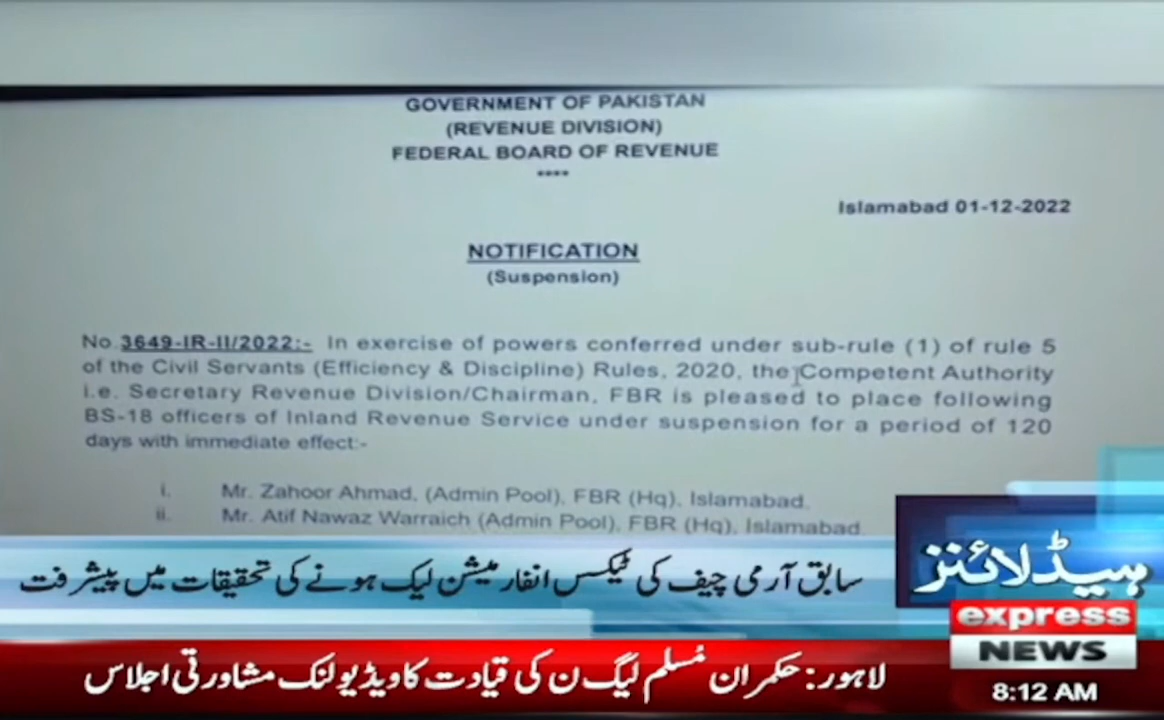 GOVERNMENT OF PAKISTAN
(REVENUE DIVISION)
FEDERAL BOARD OF REVENUE
****
Islamabad 01-12-2022
NOTIFICATION
(Suspension)
No.3649-IR-II/2022:- In exercise of powers conferred under sub-rule (1) of rule 5
of the Civil Servants (Efficiency & Discipline) Rules, 2020, the Competent Authority
i.e. Secretary Revenue Division/Chairman, FBR is pleased to place following
BS-18 officers of Inland Revenue Service under suspension for a period of 120
days with immediate effect:-
i. Mr. Zahoor Ahmad, (Admin Pool), FBR (Hq), Islamabad.
ii. Mr. Atif Nawaz Warraich (Admin Pool), FBR (Hq), Islamabad
ہیڈلائنز
سابق آرمی چیف کی ٹیکس انفارمیشن لیک ہونے کی تحقیقات میں پیشرفت
express
NEWS
لاہور: حکمران مُسلم لیگ ن کی قیادت کا ویڈیو لنک مشاورتی اجلاس
8:12 AM